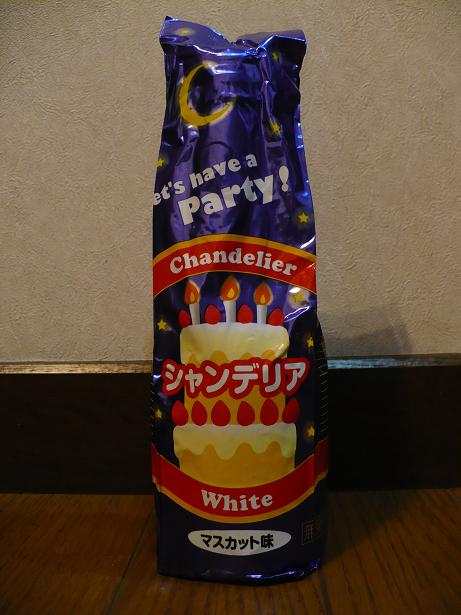 et's have a
Party!
Chandelier
シャンデリア
White
マスカット味